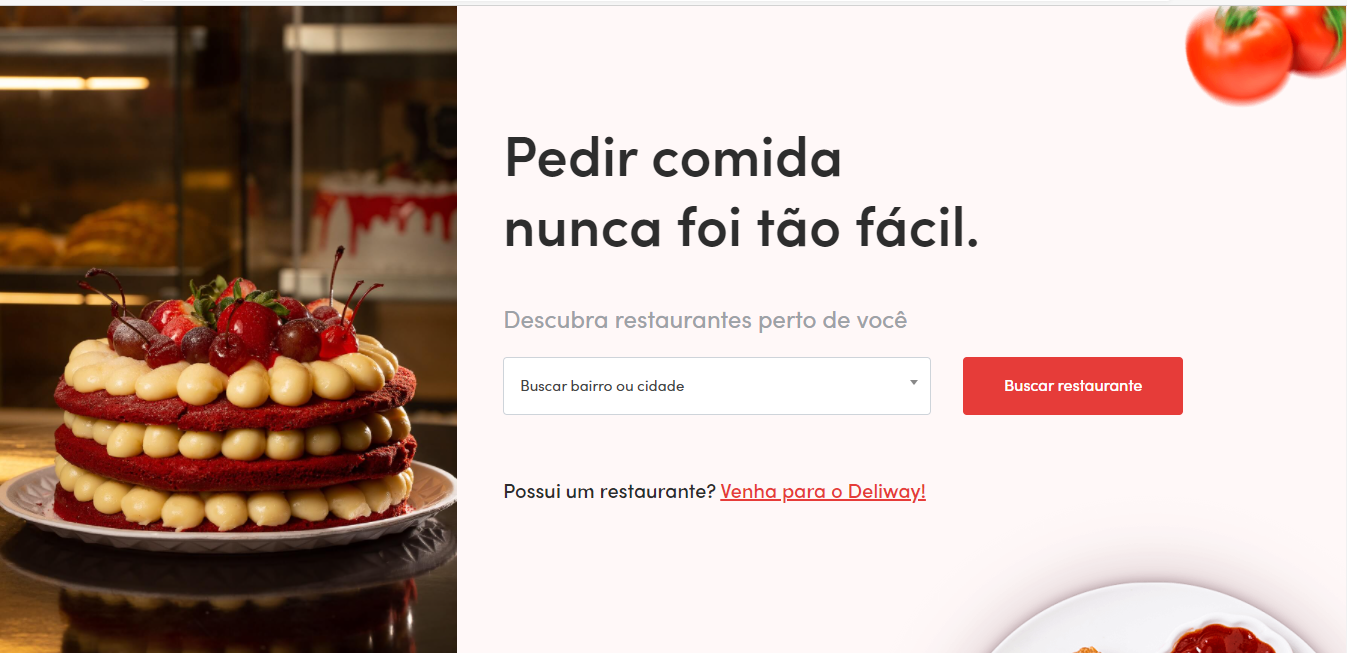 Pedir comida
nunca foi tão fácil.
Descubra restaurantes perto de você
Buscar bairro ou cidade
Buscar restaurante
Possui um restaurante? Venha para o Deliway!